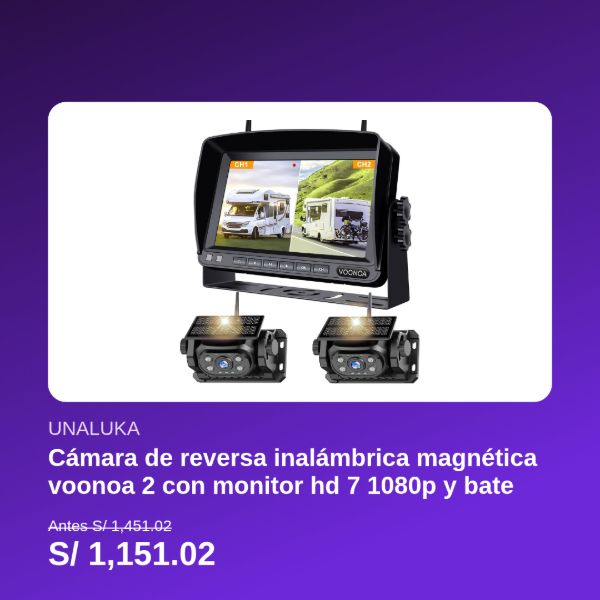 CH1 CH2
VOONOA
UNALUKA
Cámara de reversa inalámbrica magnética
voonoa 2 con monitor hd 7 1080p y bate
Antes S/ 1,451.02
S/ 1,151.02